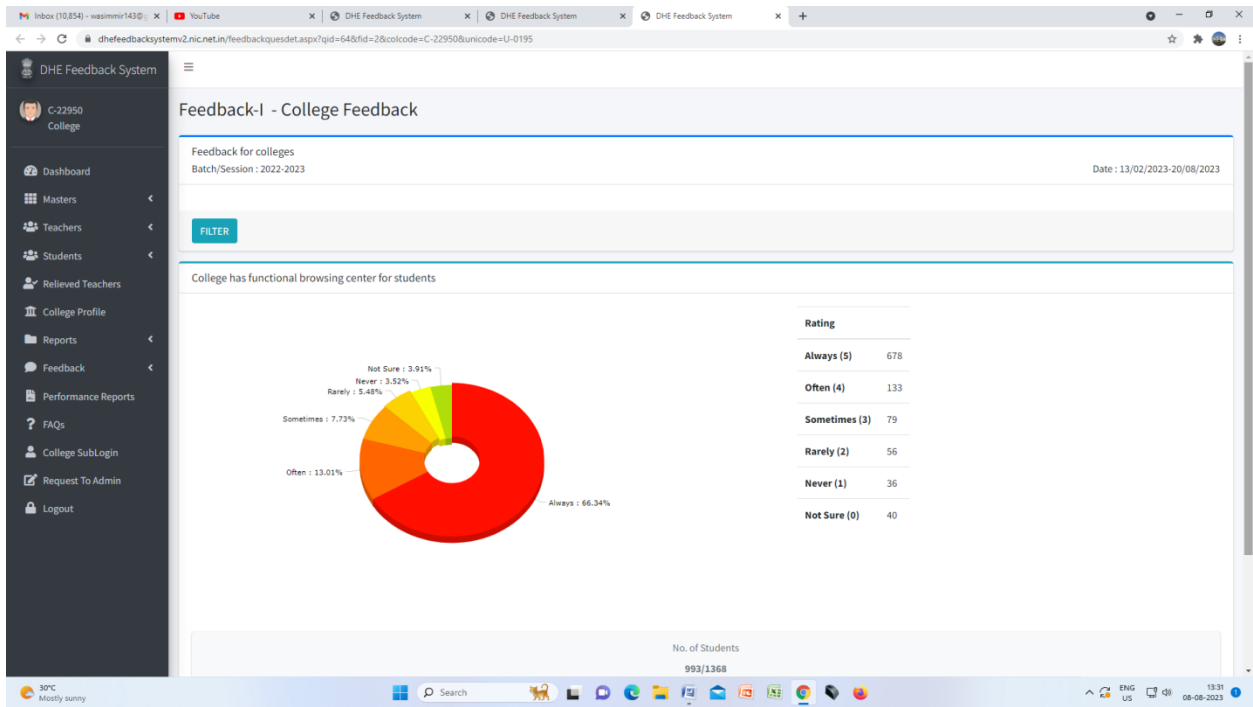 Inbox (10,854) - wasimmir143@g
YouTube
DHE Feedback System
DHE Feedback System
DHE Feedback System
dhefeedbacksystemv2.nic.net.in/feedbackquesdet.aspx?qid=64&fid=2&colcode=C-22950&unicode=U-0195
DHE Feedback System
C-22950
College
Dashboard
Masters
Teachers
Students
Relieved Teachers
College Profile
Reports
Feedback
Performance Reports
FAQs
College SubLogin
Request To Admin
Logout
Feedback-I - College Feedback
Feedback for colleges
Batch/Session : 2022-2023
Date : 13/02/2023-20/08/2023
FILTER
College has functional browsing center for students
Not Sure : 3.91%
Never : 3.52%
Rarely : 5.48%
Sometimes : 7.73%
Often : 13.01%
Always : 66.34%
Rating
Always (5) 678
Often (4) 133
Sometimes (3) 79
Rarely (2) 56
Never (1) 36
Not Sure (0) 40
No. of Students
993/1368
30°C
Mostly sunny
Search
ENG
US
13:31
08-08-2023